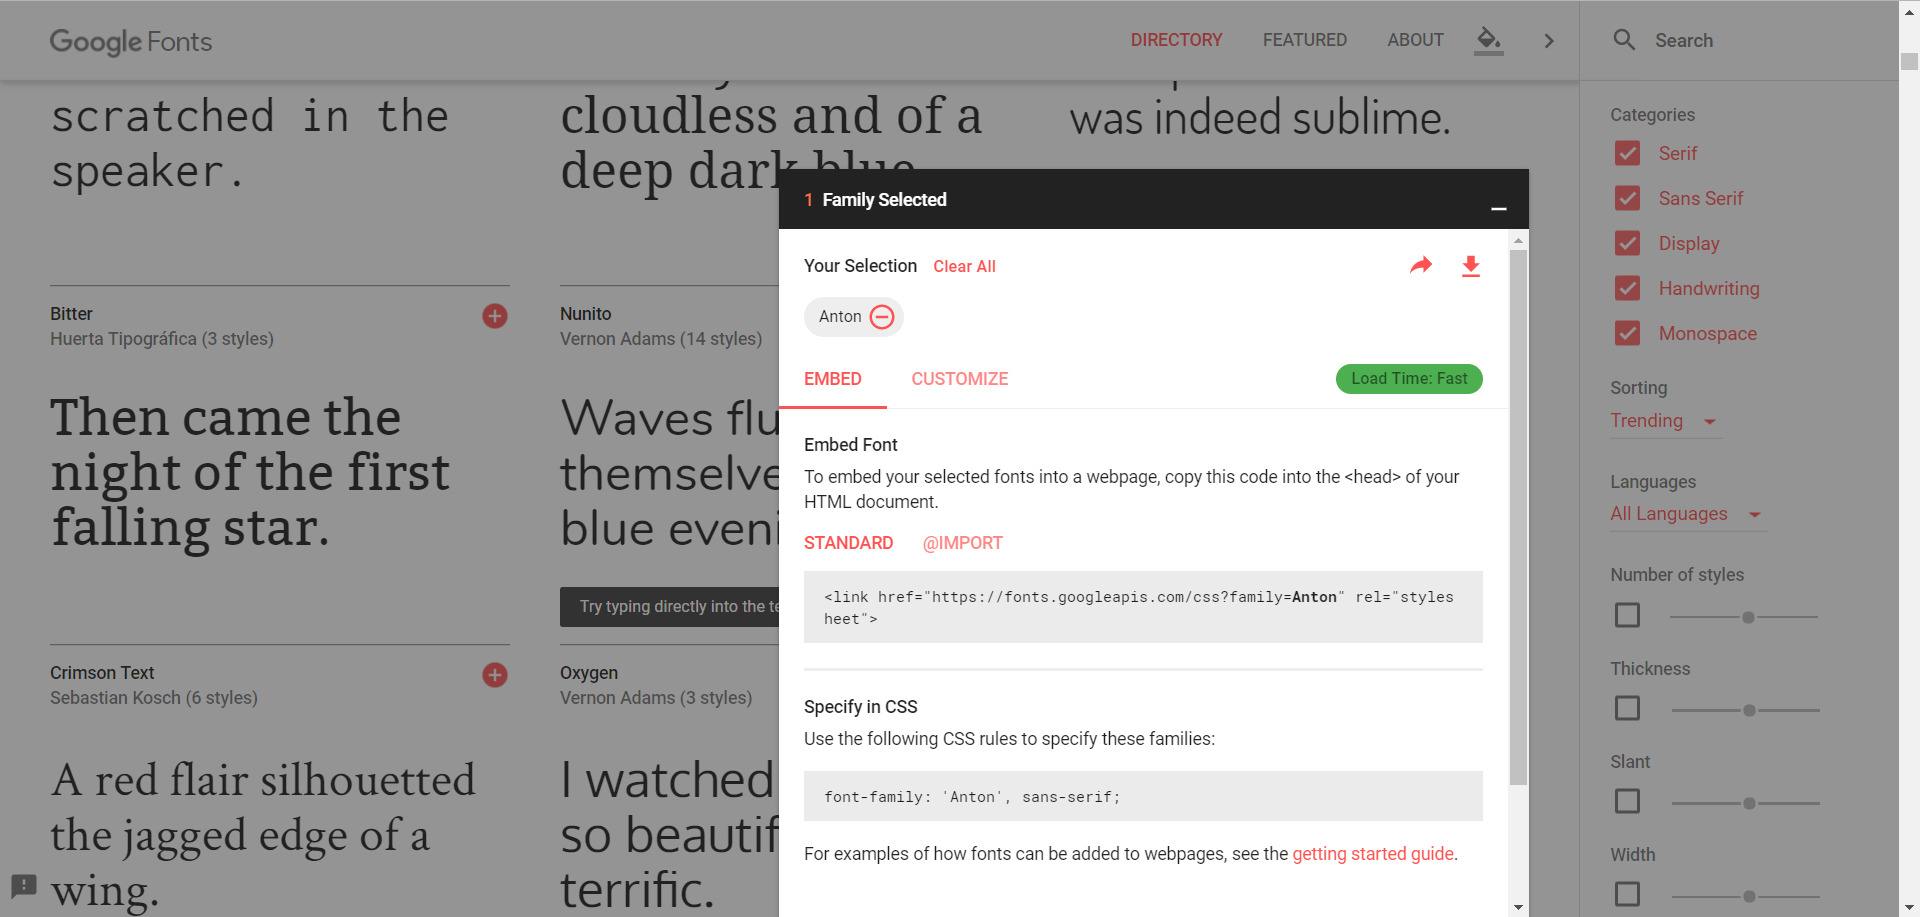 Google Fonts
DIRECTORY
FEATURED
ABOUT
Search
scratched in the
speaker.
cloudless and of a
deep dark blue
was indeed sublime.
Bitter
Huerta Tipográfica (3 styles)
Then came the
night of the first
falling star.
Crimson Text
Sebastian Kosch (6 styles)
A red flair silhouetted
the jagged edge of a
wing.
Nunito
Vernon Adams (14 styles)
Waves flu
themselve
blue eveni
Try typing directly into the te
Oxygen
Vernon Adams (3 styles)
I watched
so beautif
terrific.
1 Family Selected
Your Selection Clear All
Anton
EMBED
CUSTOMIZE
Load Time: Fast
Embed Font
To embed your selected fonts into a webpage, copy this code into the <head> of your
HTML document.
STANDARD
@IMPORT
<link href="https://fonts.googleapis.com/css?family=Anton" rel="styles
heet">
Specify in CSS
Use the following CSS rules to specify these families:
font-family: 'Anton', sans-serif;
For examples of how fonts can be added to webpages, see the getting started guide.
Categories
Serif
Sans Serif
Display
Handwriting
Monospace
Sorting
Trending
Languages
All Languages
Number of styles
Thickness
Slant
Width